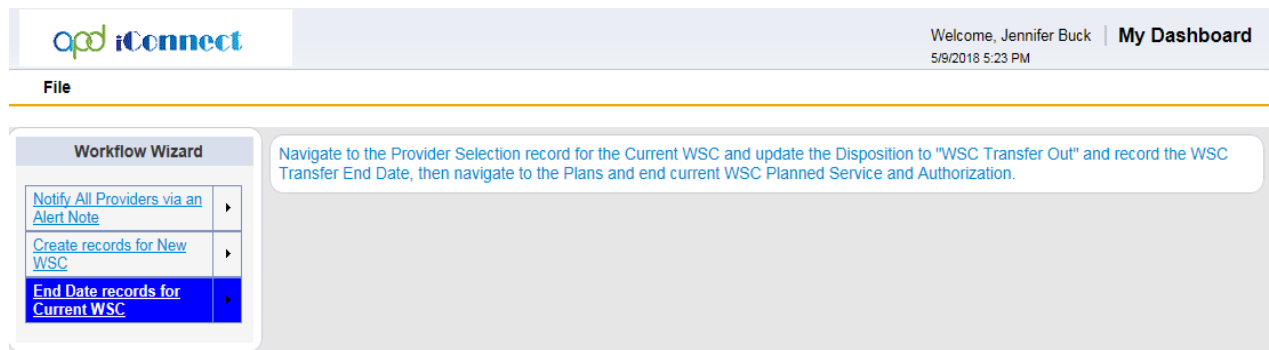 apd iConnect
Welcome, Jennifer Buck | My Dashboard
5/9/2018 5:23 PM
File
Workflow Wizard
Notify All Providers via an
Alert Note
Create records for New
WSC
End Date records for
Current WSC
Navigate to the Provider Selection record for the Current WSC and update the Disposition to "WSC Transfer Out" and record the WSC
Transfer End Date, then navigate to the Plans and end current WSC Planned Service and Authorization.